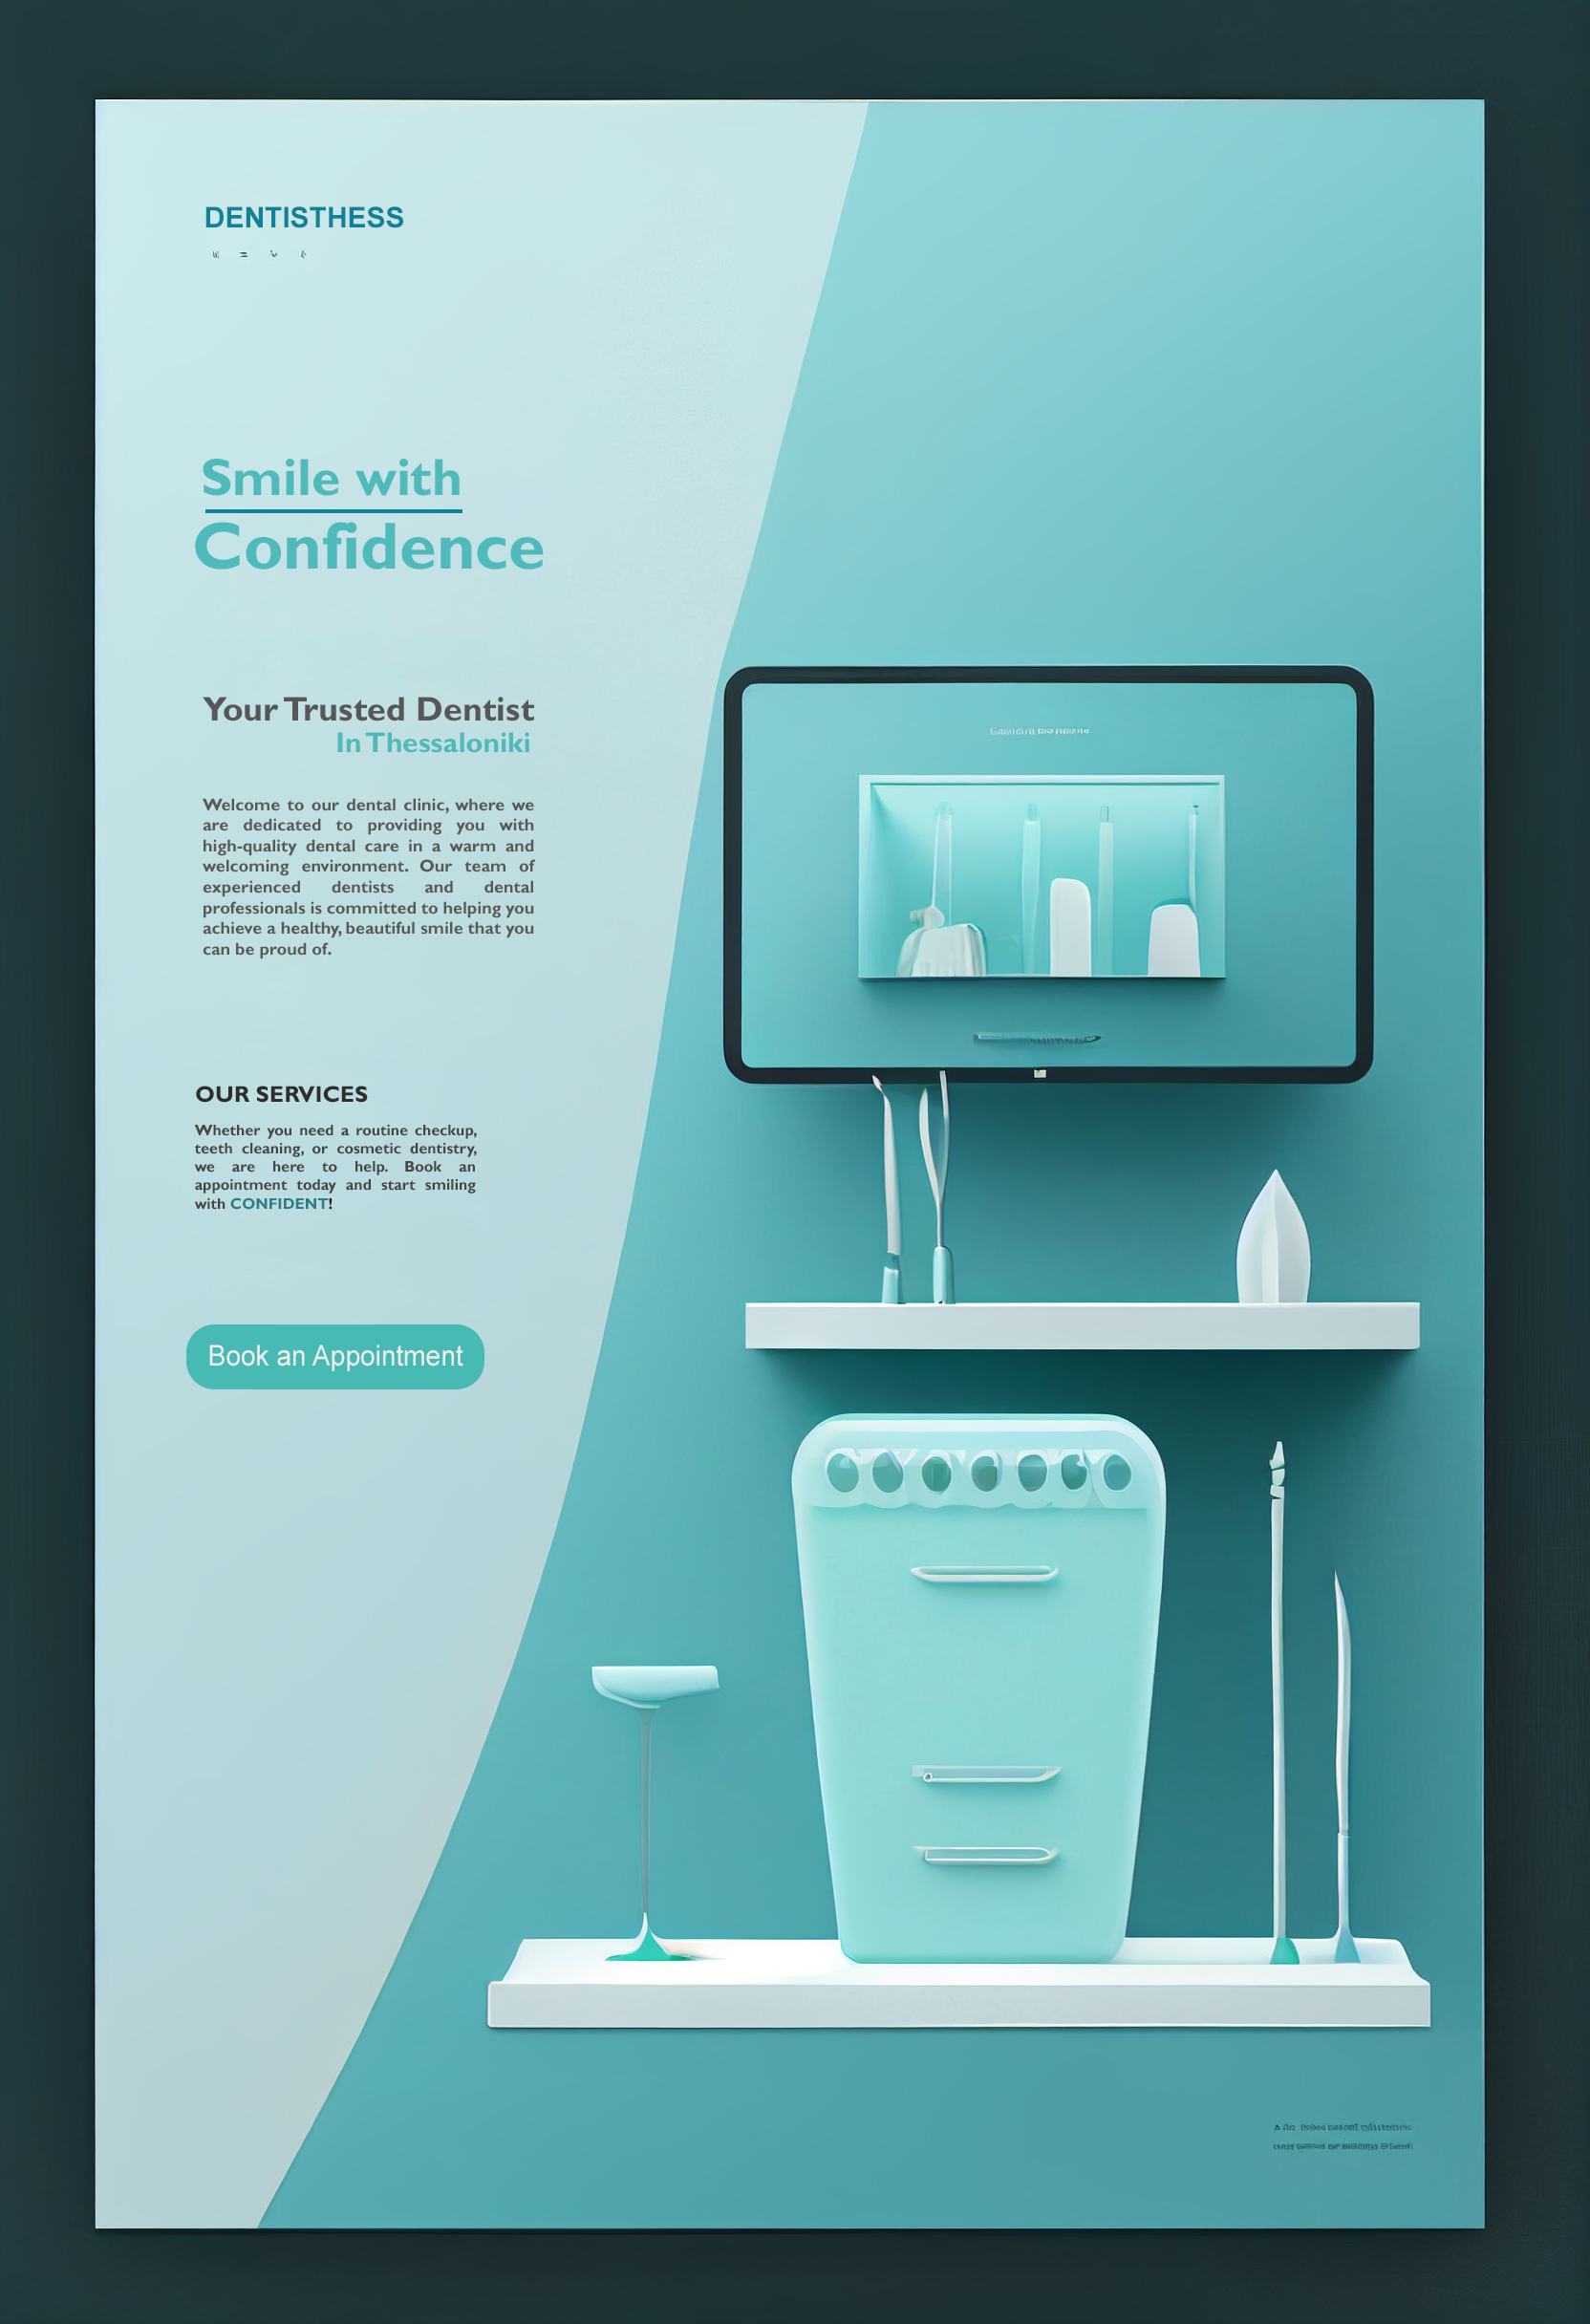 DENTISTHESS
Smile with
Confidence
Your Trusted Dentist
In Thessaloniki
Welcome to our dental clinic, where we
are dedicated to providing you with
high-quality dental care in a warm and
welcoming environment. Our team of
experienced dentists and dental
professionals is committed to helping you
achieve a healthy, beautiful smile that you
can be proud of.
OUR SERVICES
Whether you need a routine checkup,
teeth cleaning, or cosmetic dentistry,
we are here to help. Book an
appointment today and start smiling
with CONFIDENT!
Book an Appointment